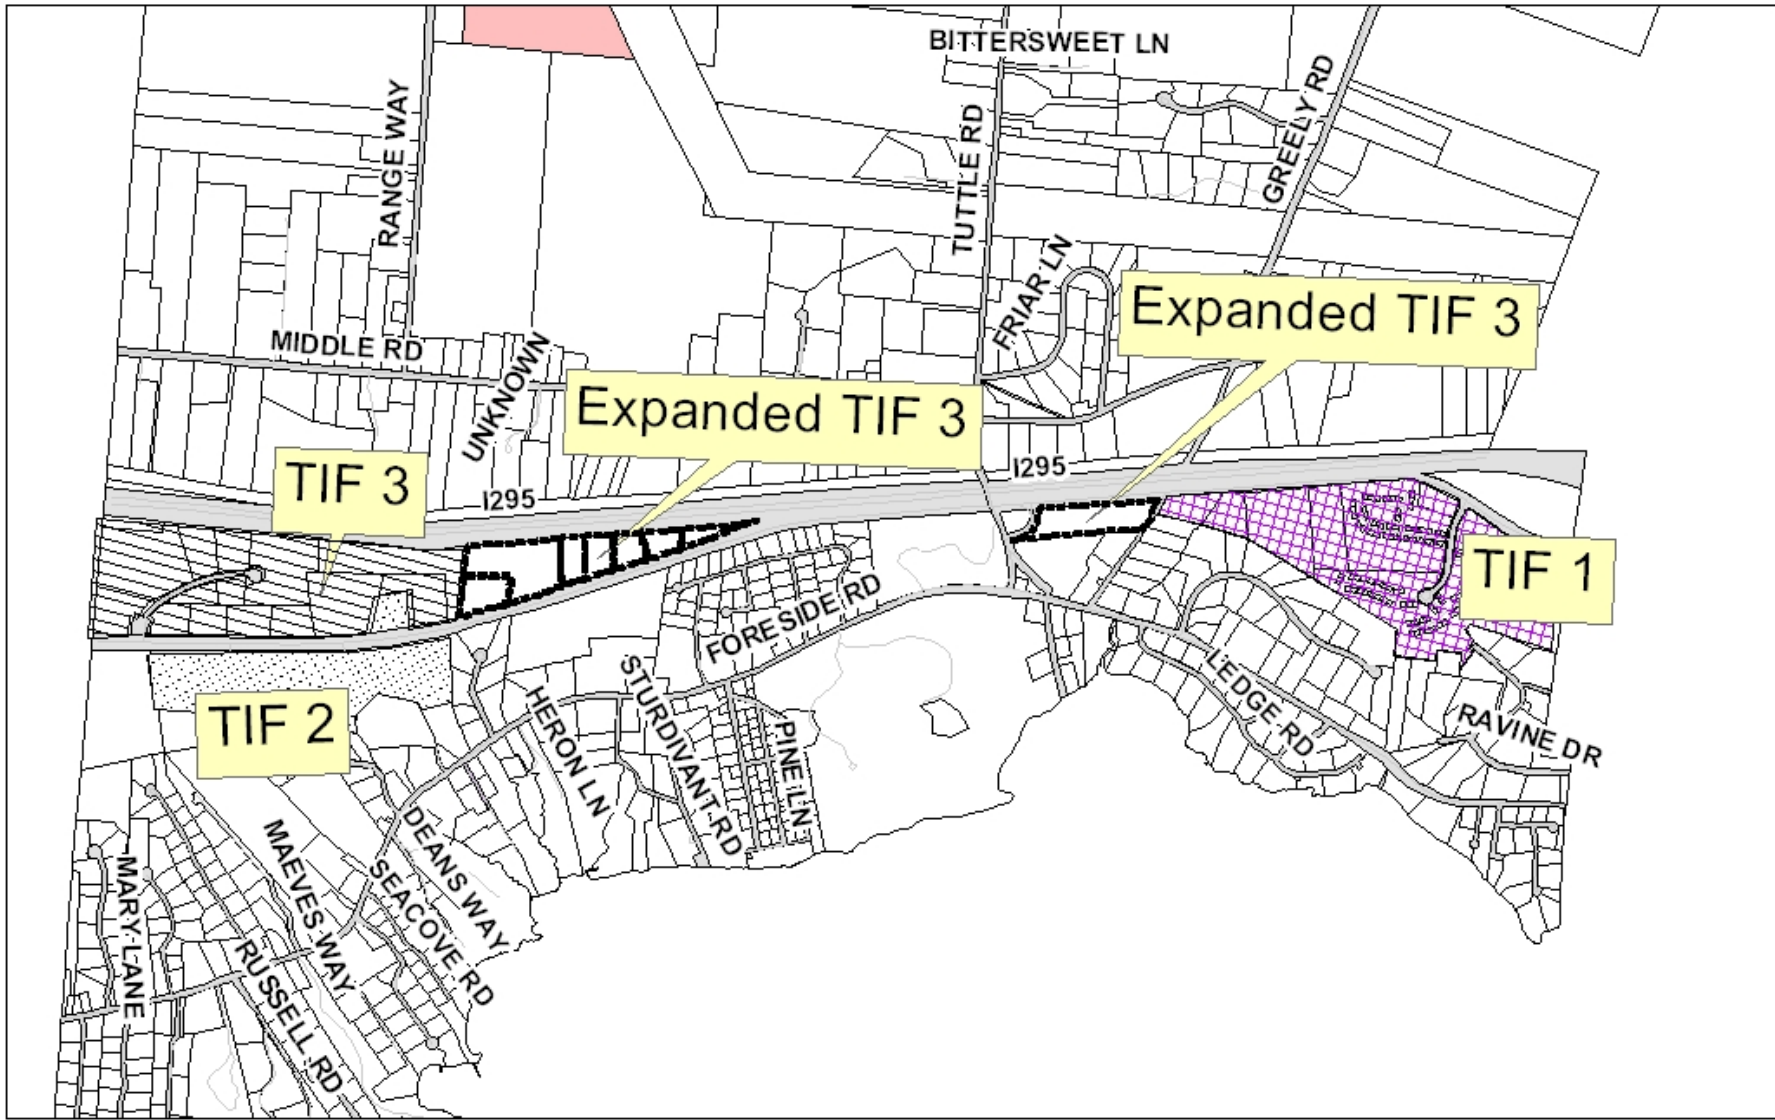 BITTERSWEET LN
RANGE WAY
TUTTLE RD
GREELY RD
FRIAR LN
Expanded TIF 3
MIDDLE RD
UNKNOWN
Expanded TIF 3
TIF 3
I295
I295
TIF 1
FORESIDE RD
TIF 2
HERON LN
STURDIVANT RD
PINE LN
LEDGE RD
RAVINE DR
DEANS WAY
SEACOVE RD
MAEVES WAY
MARY LANE
RUSSELL RD